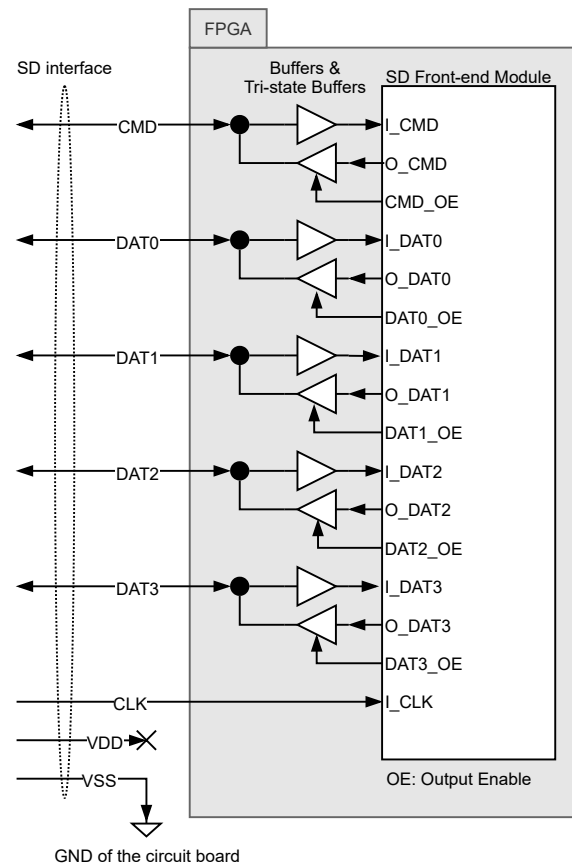 FPGA
SD interface
Buffers &
Tri-state Buffers
SD Front-end Module
CMD
I_CMD
O_CMD
CMD_OE
DAT0
I_DAT0
O_DAT0
DAT0_OE
DAT1
I_DAT1
O_DAT1
DAT1_OE
DAT2
I_DAT2
O_DAT2
DAT2_OE
DAT3
I_DAT3
O_DAT3
DAT3_OE
CLK
I_CLK
VDD
VSS
OE: Output Enable
GND of the circuit board